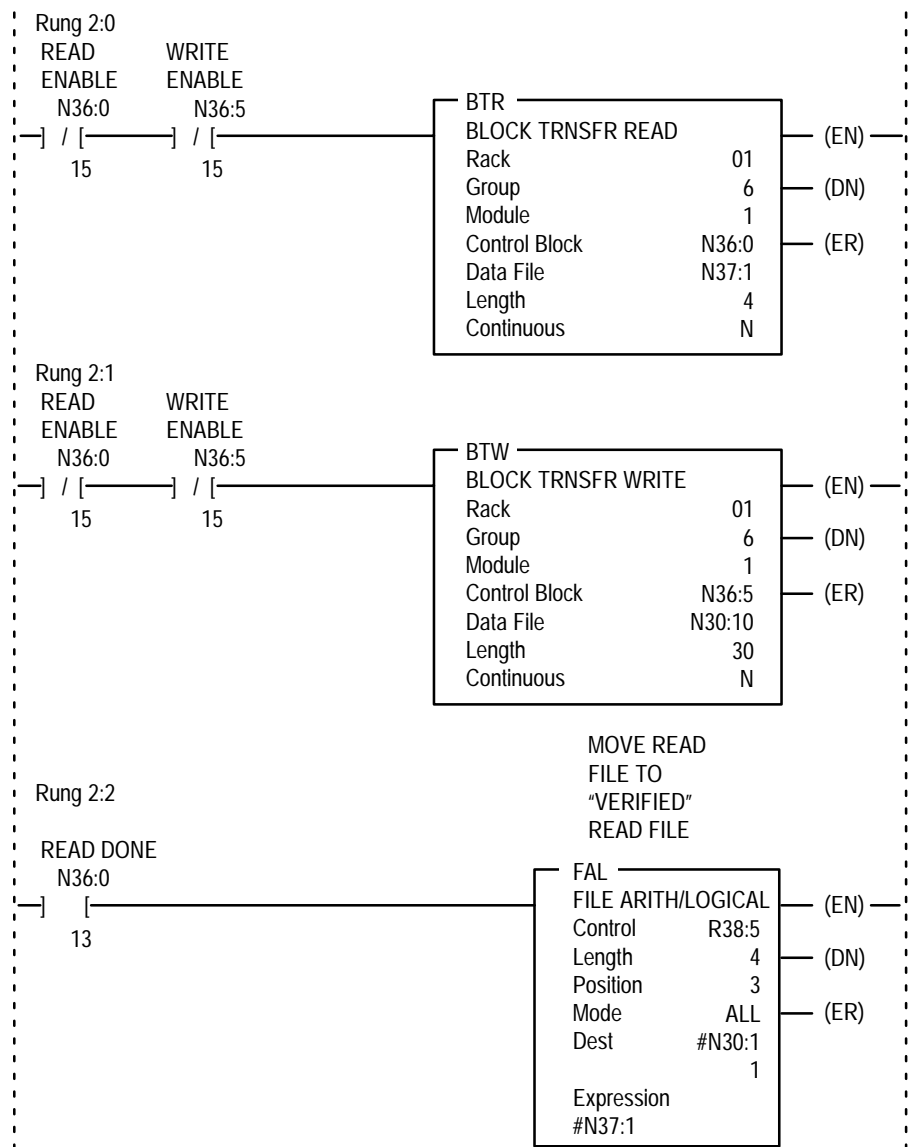 Rung 2:0
READ WRITE
ENABLE ENABLE
N36:0 N36:5
] / [ ] / [
15 15
BTR
BLOCK TRNSFR READ (EN)
Rack 01
Group 6 (DN)
Module 1
Control Block N36:0 (ER)
Data File N37:1
Length 4
Continuous N
Rung 2:1
READ WRITE
ENABLE ENABLE
N36:0 N36:5
] / [ ] / [
15 15
BTW
BLOCK TRNSFR WRITE (EN)
Rack 01
Group 6 (DN)
Module 1
Control Block N36:5 (ER)
Data File N30:10
Length 30
Continuous N
MOVE READ
FILE TO
“VERIFIED”
READ FILE
Rung 2:2
READ DONE
N36:0
] [
13
FAL
FILE ARITH/LOGICAL (EN)
Control R38:5
Length 4 (DN)
Position 3
Mode ALL (ER)
Dest #N30:1
1
Expression
#N37:1